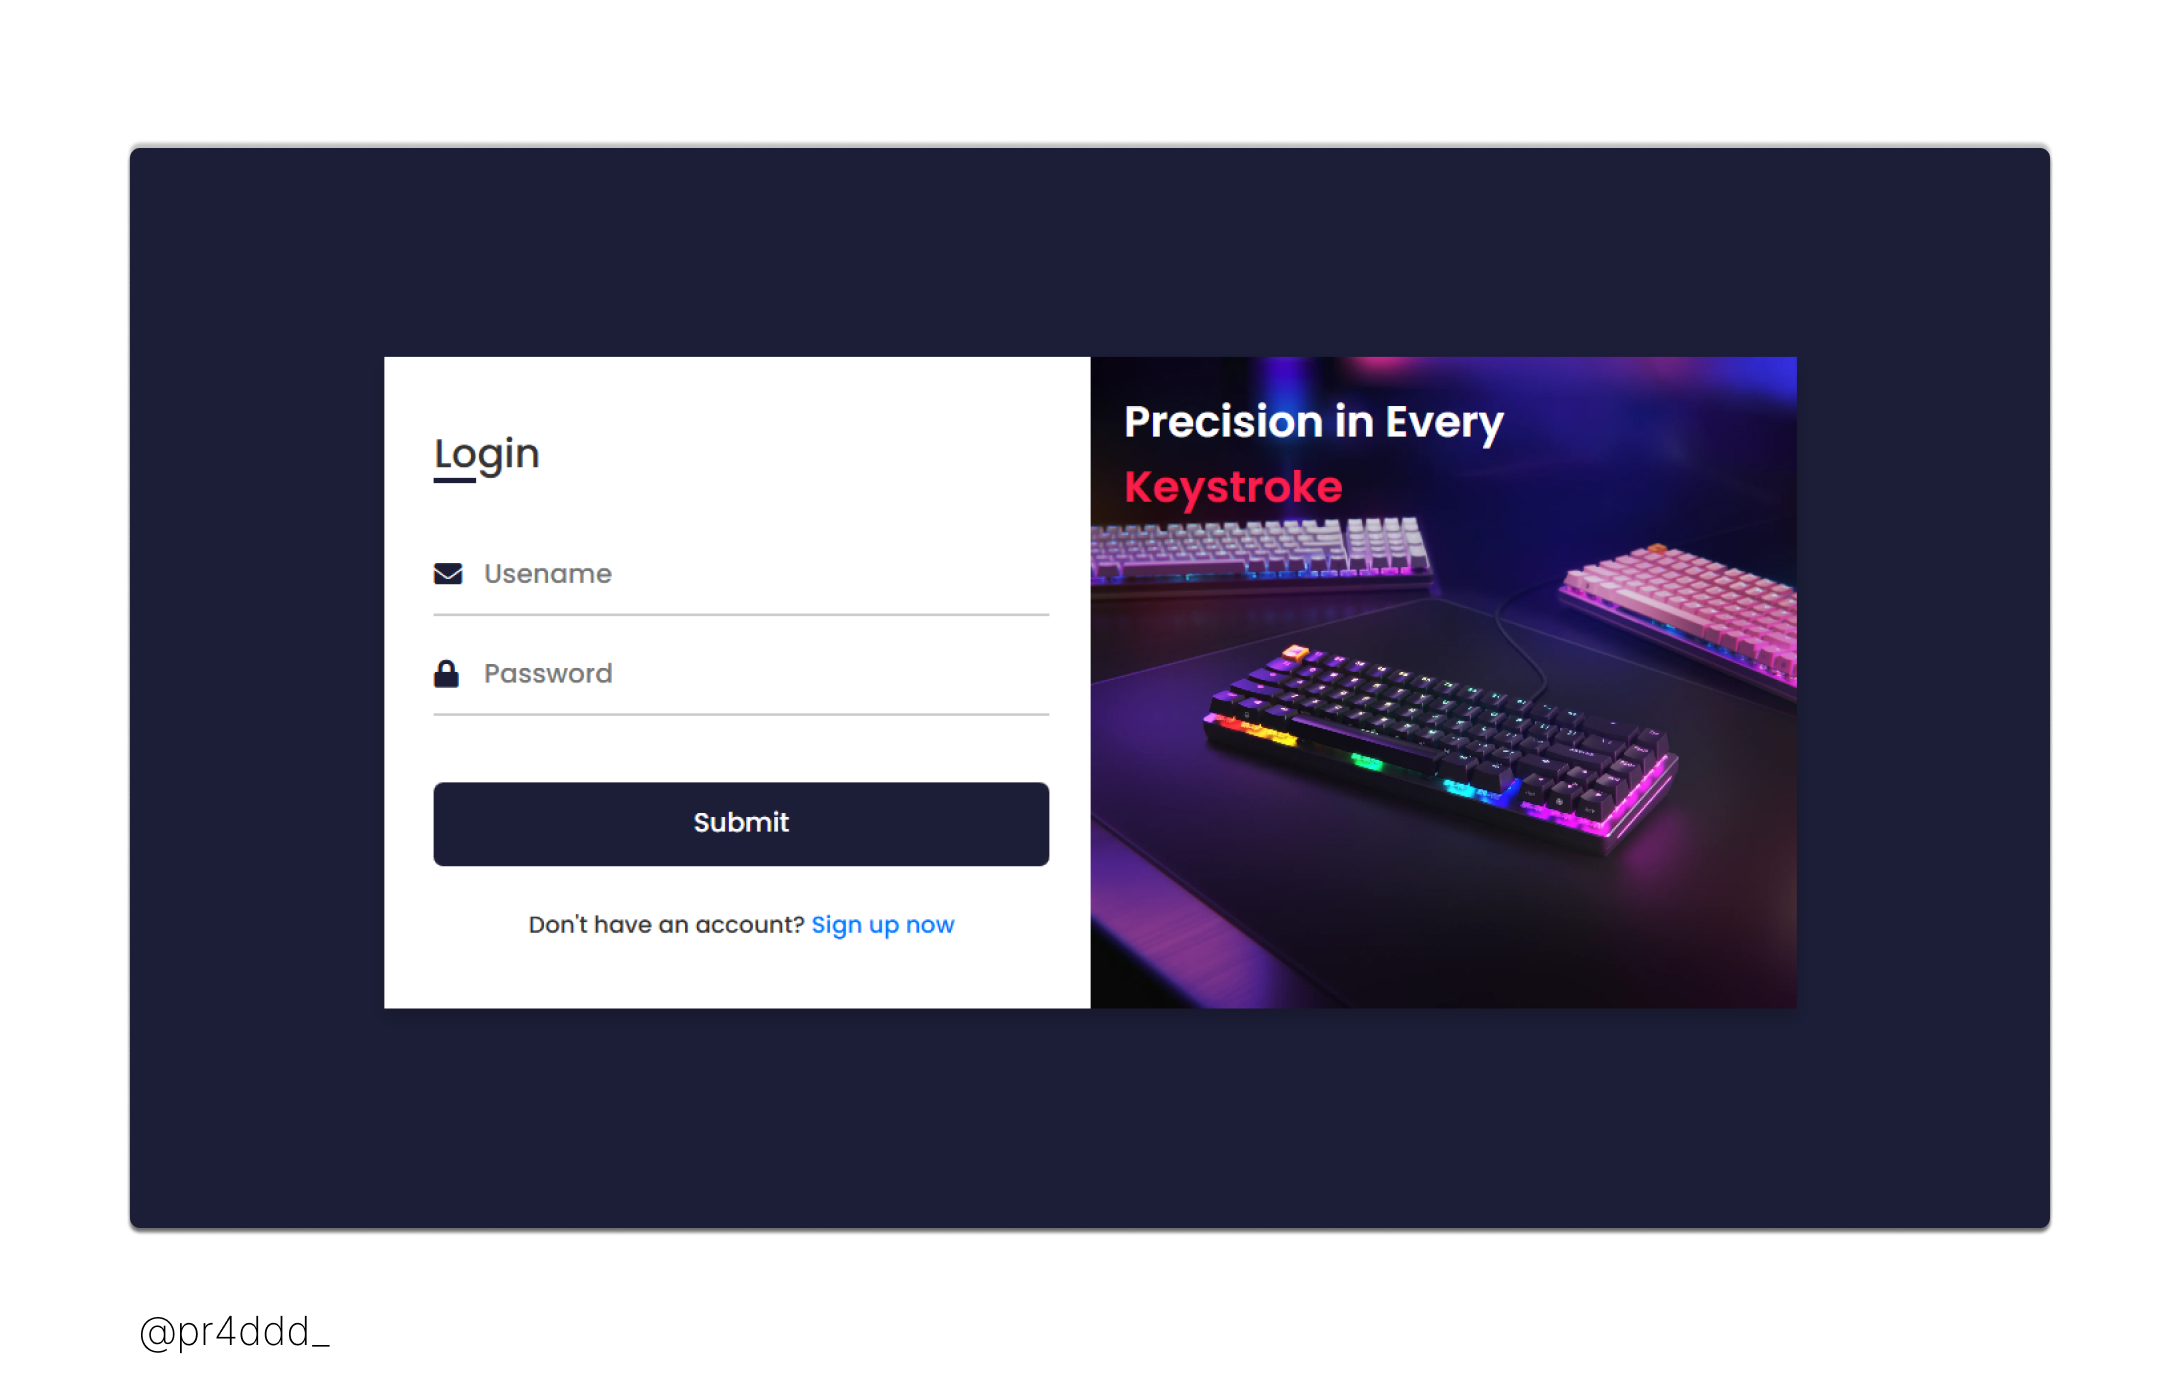 Login
Usename
Password
Submit
Don't have an account? Sign up now
Precision in Every
Keystroke
@pr4ddd_